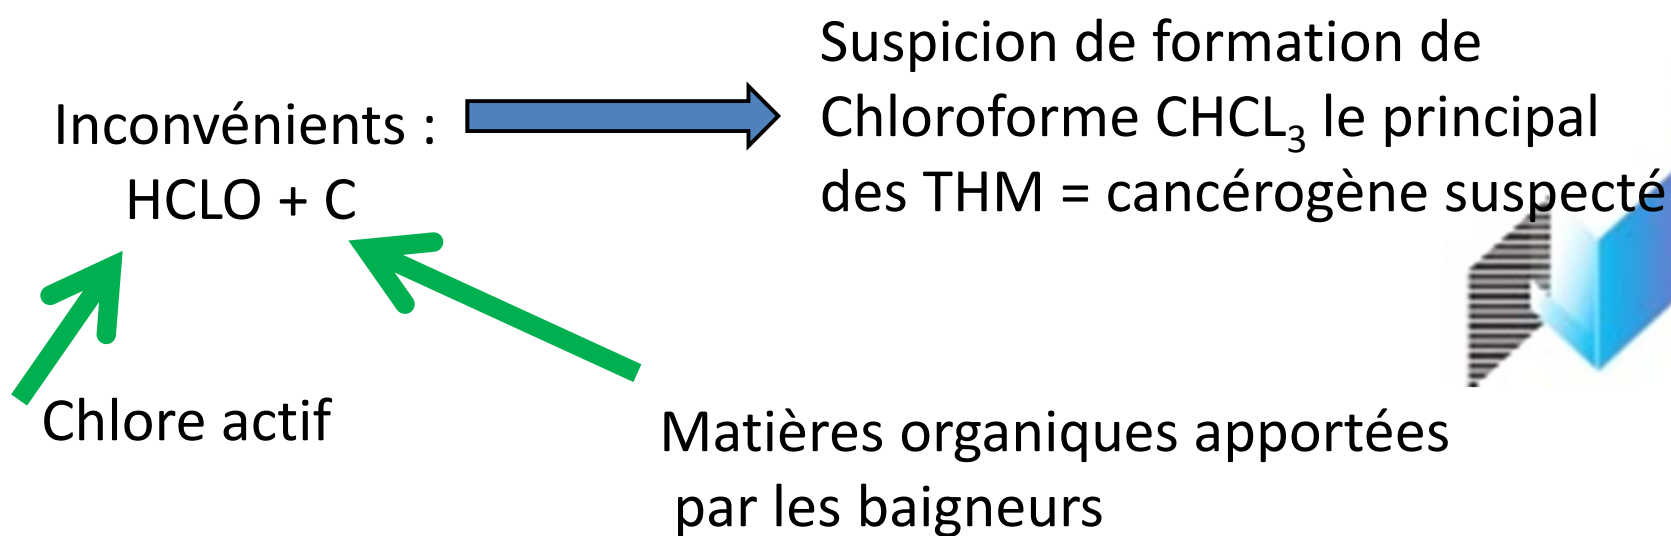 Inconvénients :
HCLO + C
Suspicion de formation de
Chloroforme CHCL₃ le principal
des THM = cancérogène suspecté
Chlore actif
Matières organiques apportées
par les baigneurs